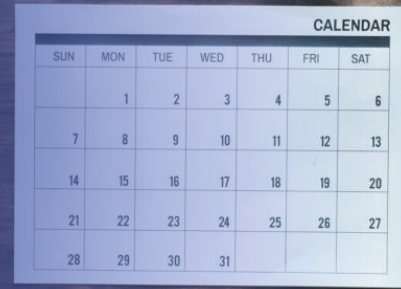 CALENDAR
SUN MON TUE WED THU FRI SAT
1 2 3 4 5 6
7 8 9 10 11 12 13
14 15 16 17 18 19 20
21 22 23 24 25 26 27
28 29 30 31